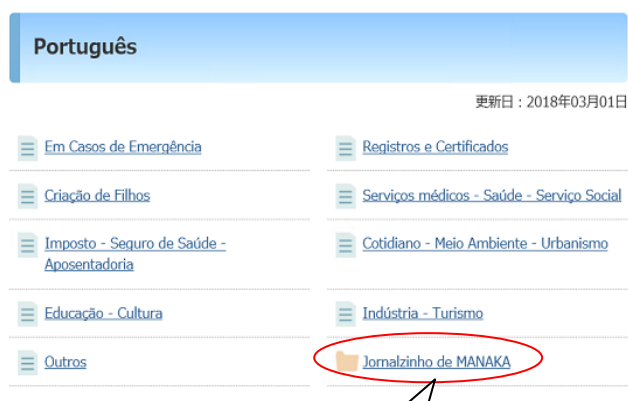 Português
更新日：2018年03月01日
Em Casos de Emergência
Registros e Certificados
Criação de Filhos
Serviços médicos - Saúde - Serviço Social
Imposto - Seguro de Saúde -
Aposentadoria
Cotidiano - Meio Ambiente - Urbanismo
Educação - Cultura
Indústria - Turismo
Outros
Jornalzinho de MANAKA